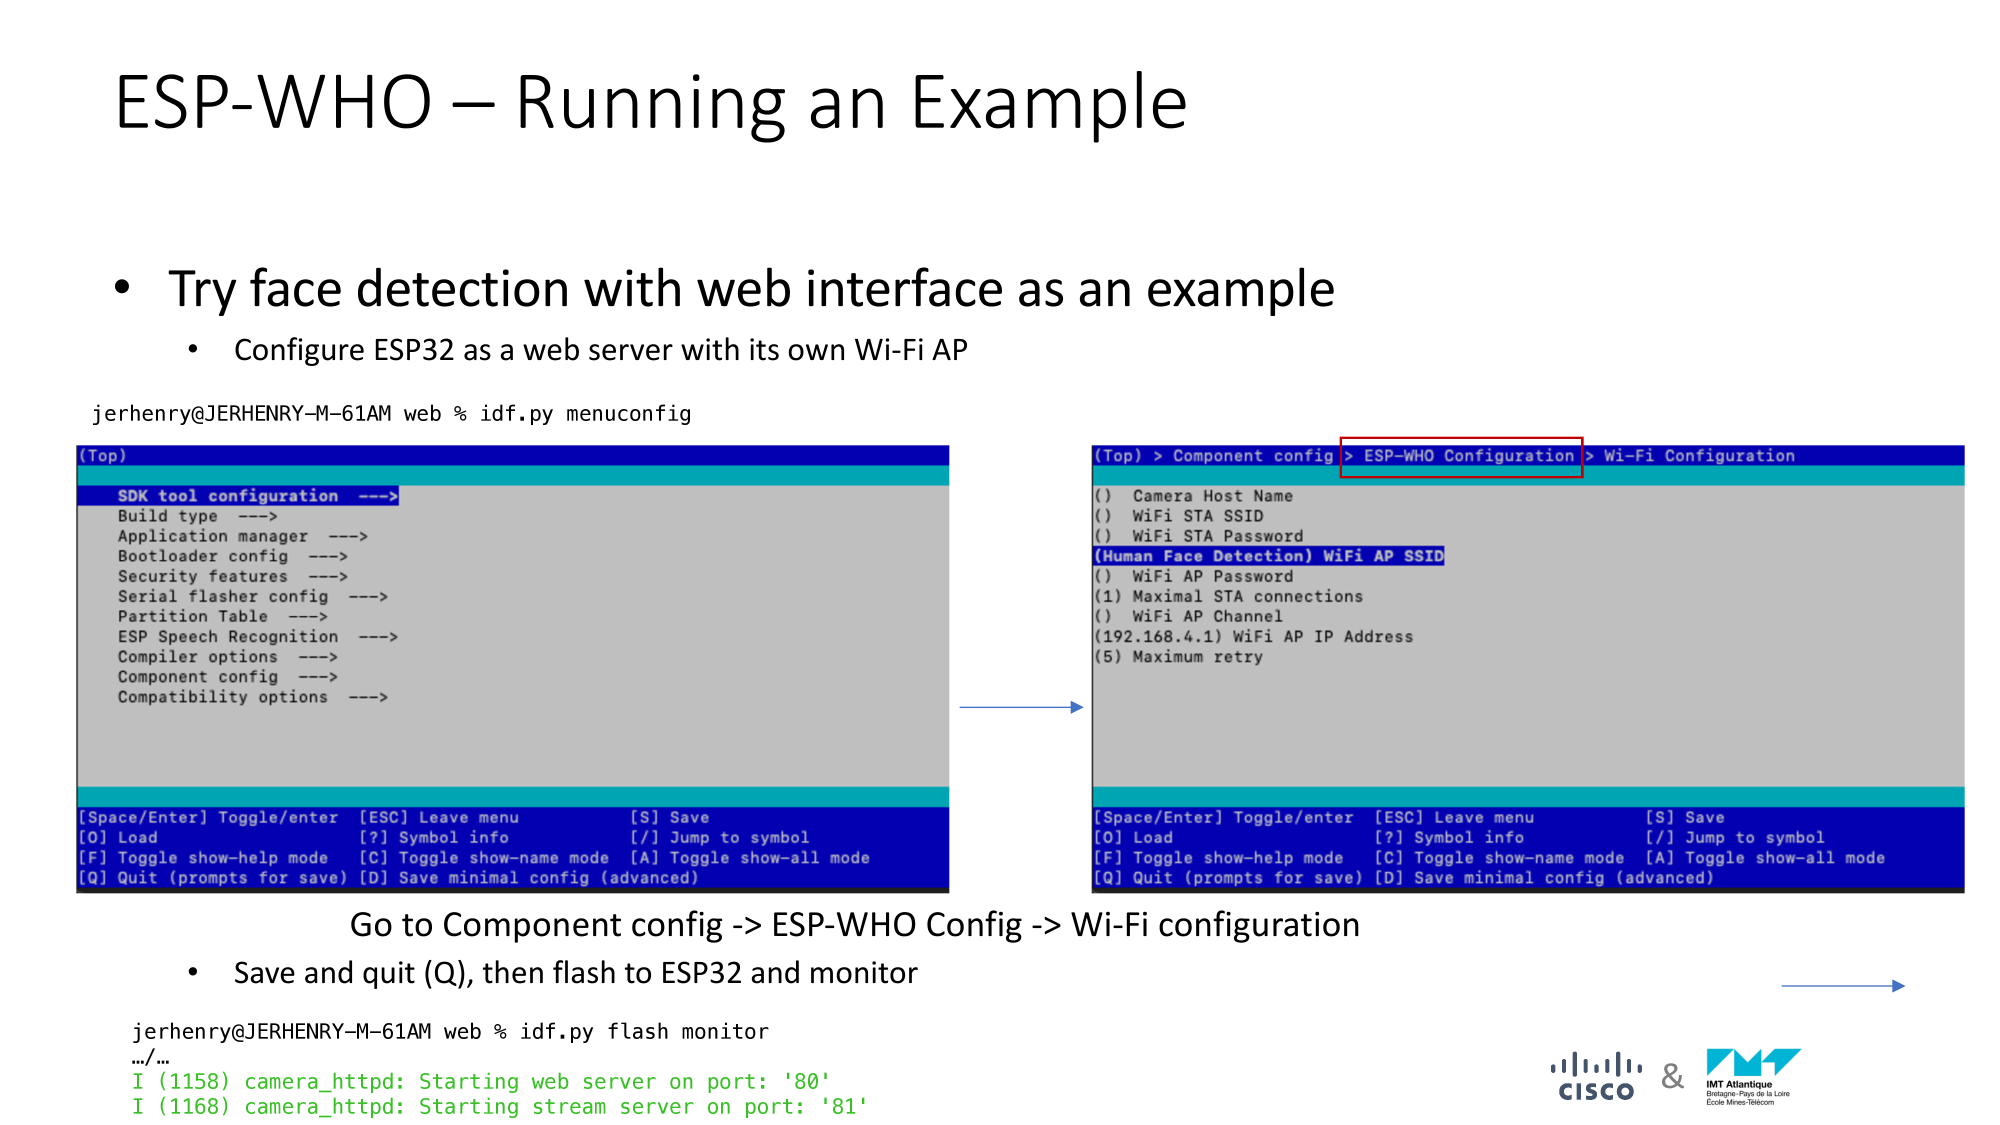 ESP-WHO – Running an Example
• Try face detection with web interface as an example
• Configure ESP32 as a web server with its own Wi-Fi AP
jerhenry@JERHENRY-M-61AM web % idf.py menuconfig
(Top)
SDK tool configuration --->
Build type --->
Application manager --->
Bootloader config --->
Security features --->
Serial flasher config --->
Partition Table --->
ESP Speech Recognition --->
Compiler options --->
Component config --->
Compatibility options --->
[Space/Enter] Toggle/enter [ESC] Leave menu [S] Save
[O] Load [?] Symbol info [/] Jump to symbol
[F] Toggle show-help mode [C] Toggle show-name mode [A] Toggle show-all mode
[Q] Quit (prompts for save) [D] Save minimal config (advanced)
(Top) > Component config > ESP-WHO Configuration > Wi-Fi Configuration
() Camera Host Name
() WiFi STA SSID
() WiFi STA Password
(Human Face Detection) WiFi AP SSID
() WiFi AP Password
(1) Maximal STA connections
() WiFi AP Channel
(192.168.4.1) WiFi AP IP Address
(5) Maximum retry
[Space/Enter] Toggle/enter [ESC] Leave menu [S] Save
[O] Load [?] Symbol info [/] Jump to symbol
[F] Toggle show-help mode [C] Toggle show-name mode [A] Toggle show-all mode
[Q] Quit (prompts for save) [D] Save minimal config (advanced)
Go to Component config -> ESP-WHO Config -> Wi-Fi configuration
• Save and quit (Q), then flash to ESP32 and monitor
jerhenry@JERHENRY-M-61AM web % idf.py flash monitor
…/…
I (1158) camera_httpd: Starting web server on port: '80'
I (1168) camera_httpd: Starting stream server on port: '81'
CISCO
&
IMT Atlantique
Bretagne-Pays de la Loire
École Mines-Télécom